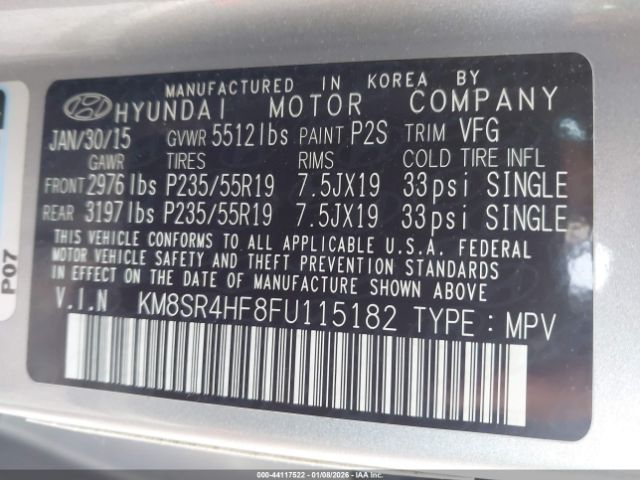 MANUFACTURED IN KOREA BY
HYUNDAI MOTOR COMPANY
JAN/30/15 GVWR 5512lbs PAINT P2S TRIM VFG
GAWR TIRES RIMS COLD TIRE INFL
FRONT 2976lbs P235/55R19 7.5JX19 33psi SINGLE
REAR 3197lbs P235/55R19 7.5JX19 33psi SINGLE
THIS VEHICLE CONFORMS TO ALL APPLICABLE U.S.A. FEDERAL
MOTOR VEHICLE SAFETY AND THEFT PREVENTION STANDARDS
IN EFFECT ON THE DATE OF MANUFACTURE SHOWN ABOVE.
V.I.N KM8SR4HF8FU115182 TYPE : MPV
P07
000-44117522 | 01/08/2026 | IAA Inc.